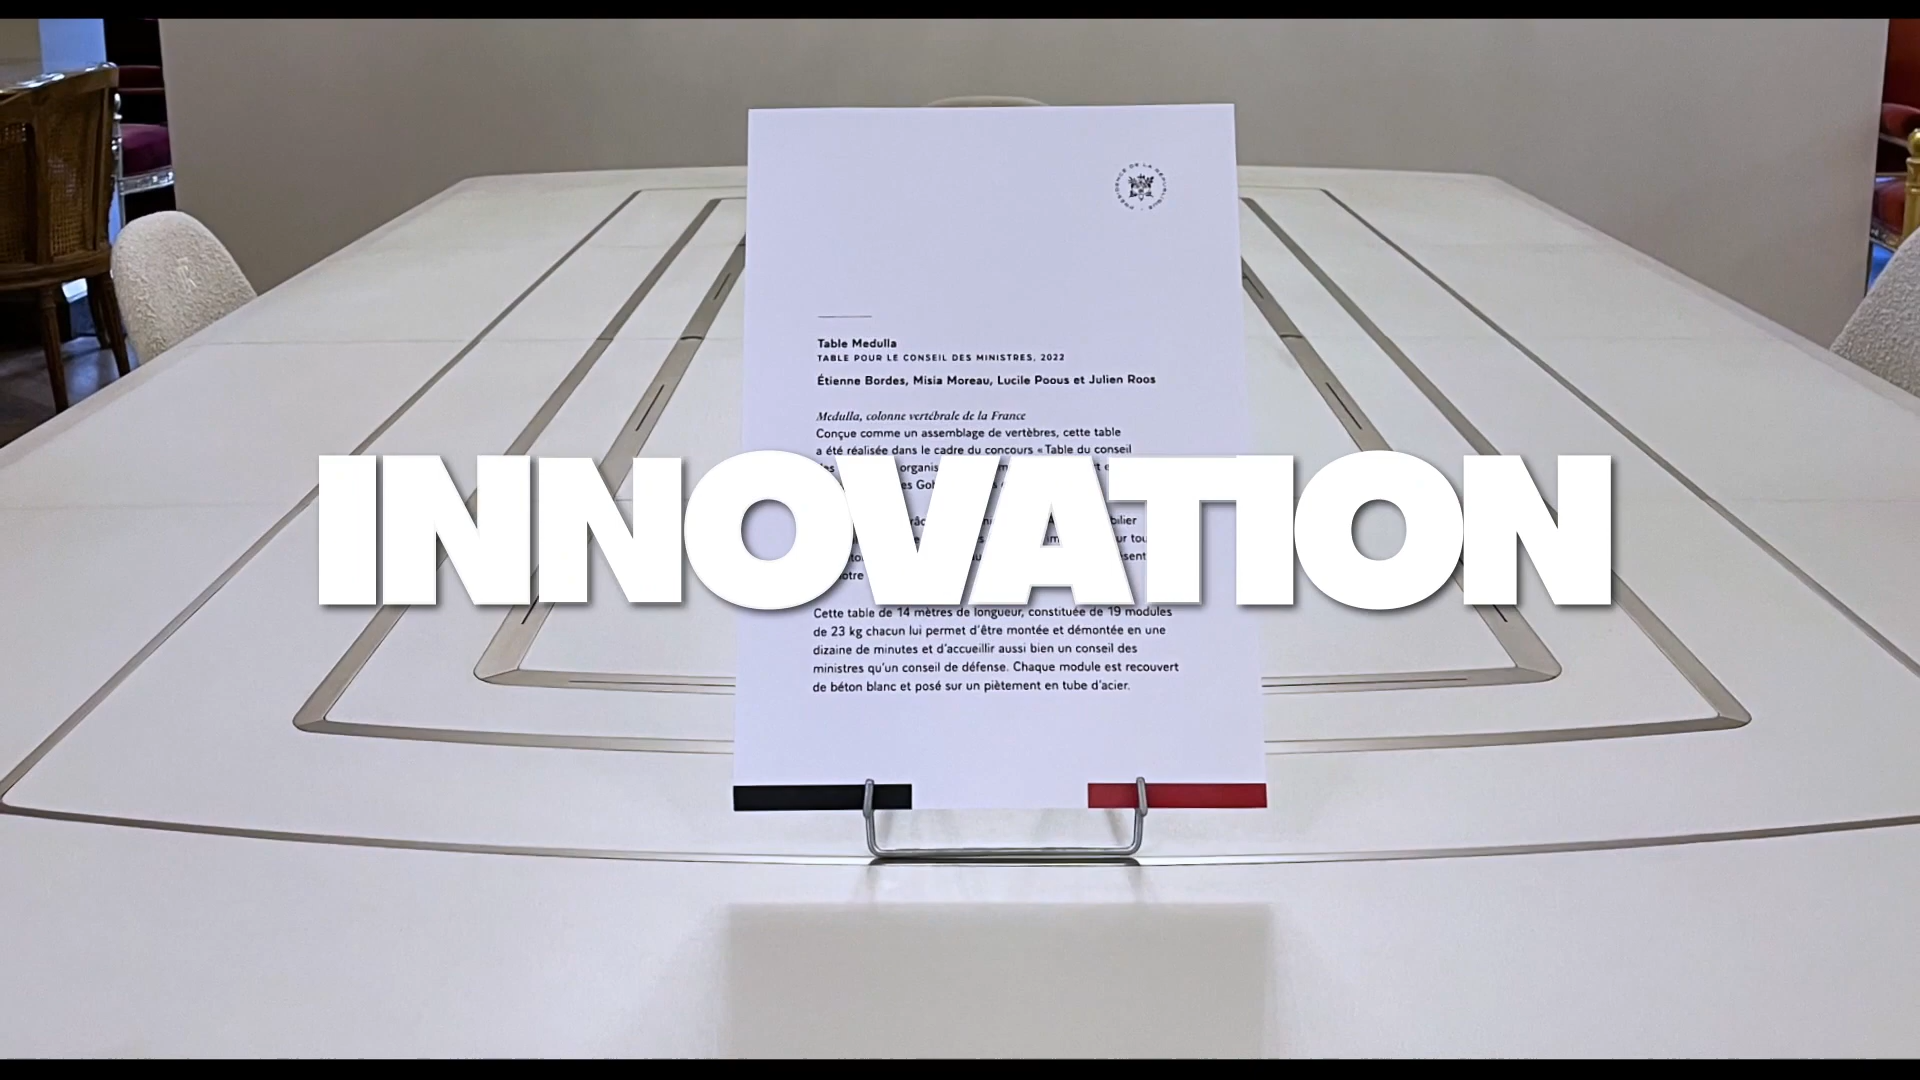 PRÉSIDENCE DE LA RÉPUBLIQUE
Table Medulla
TABLE POUR LE CONSEIL DES MINISTRES, 2022
Étienne Bordes, Misia Moreau, Lucile Poous et Julien Roos
Medulla, colonne vertébrale de la France
Conçue comme un assemblage de vertèbres, cette table
a été réalisée dans le cadre du concours « Table du conseil
INNOVATION
Cette table de 14 mètres de longueur, constituée de 19 modules
de 23 kg chacun lui permet d'être montée et démontée en une
dizaine de minutes et d'accueillir aussi bien un conseil des
ministres qu'un conseil de défense. Chaque module est recouvert
de béton blanc et posé sur un piètement en tube d'acier.